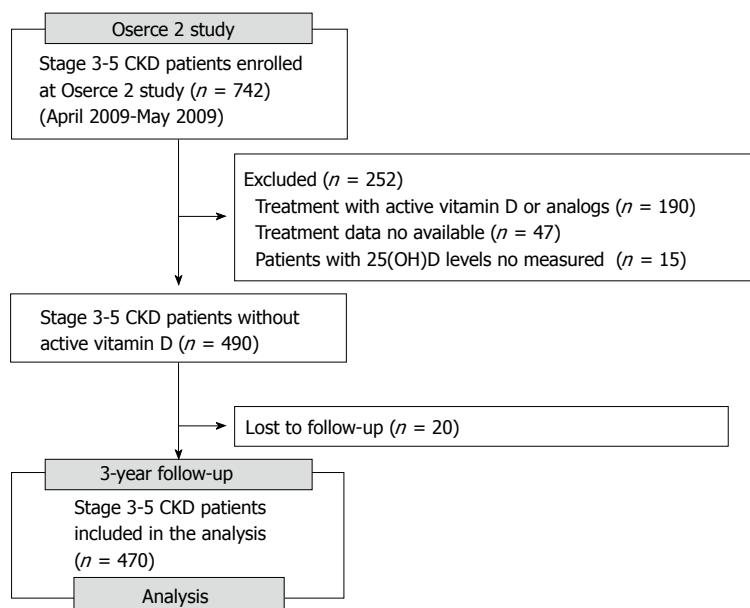 Oserce 2 study
Stage 3-5 CKD patients enrolled
at Oserce 2 study (n = 742)
(April 2009-May 2009)
Excluded (n = 252)
Treatment with active vitamin D or analogs (n = 190)
Treatment data no available (n = 47)
Patients with 25(OH)D levels no measured (n = 15)
Stage 3-5 CKD patients without
active vitamin D (n = 490)
Lost to follow-up (n = 20)
3-year follow-up
Stage 3-5 CKD patients
included in the analysis
(n = 470)
Analysis